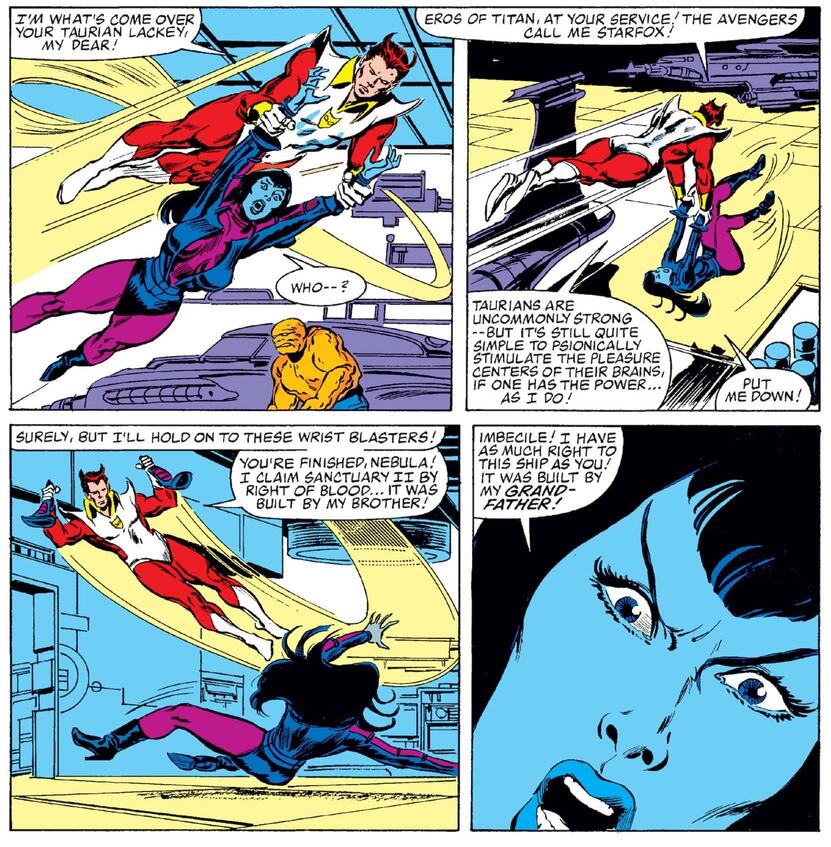 I'M WHAT'S COME OVER
YOUR TAURIAN LACKEY,
MY DEAR!
WHO--?
EROS OF TITAN, AT YOUR SERVICE! THE AVENGERS
CALL ME STARFOX!
TAURIANS ARE
UNCOMMONLY STRONG
--BUT IT'S STILL QUITE
SIMPLE TO PSIONICALLY
STIMULATE THE PLEASURE
CENTERS OF THEIR BRAINS,
IF ONE HAS THE POWER...
AS I DO!
PUT
ME DOWN!
SURELY, BUT I'LL HOLD ON TO THESE WRIST BLASTERS!
YOU'RE FINISHED, NEBULA!
I CLAIM SANCTUARY II BY
RIGHT OF BLOOD... IT WAS
BUILT BY MY BROTHER!
IMBECILE! I HAVE
AS MUCH RIGHT TO
THIS SHIP AS YOU!
IT WAS BUILT BY
MY GRAND-
FATHER!